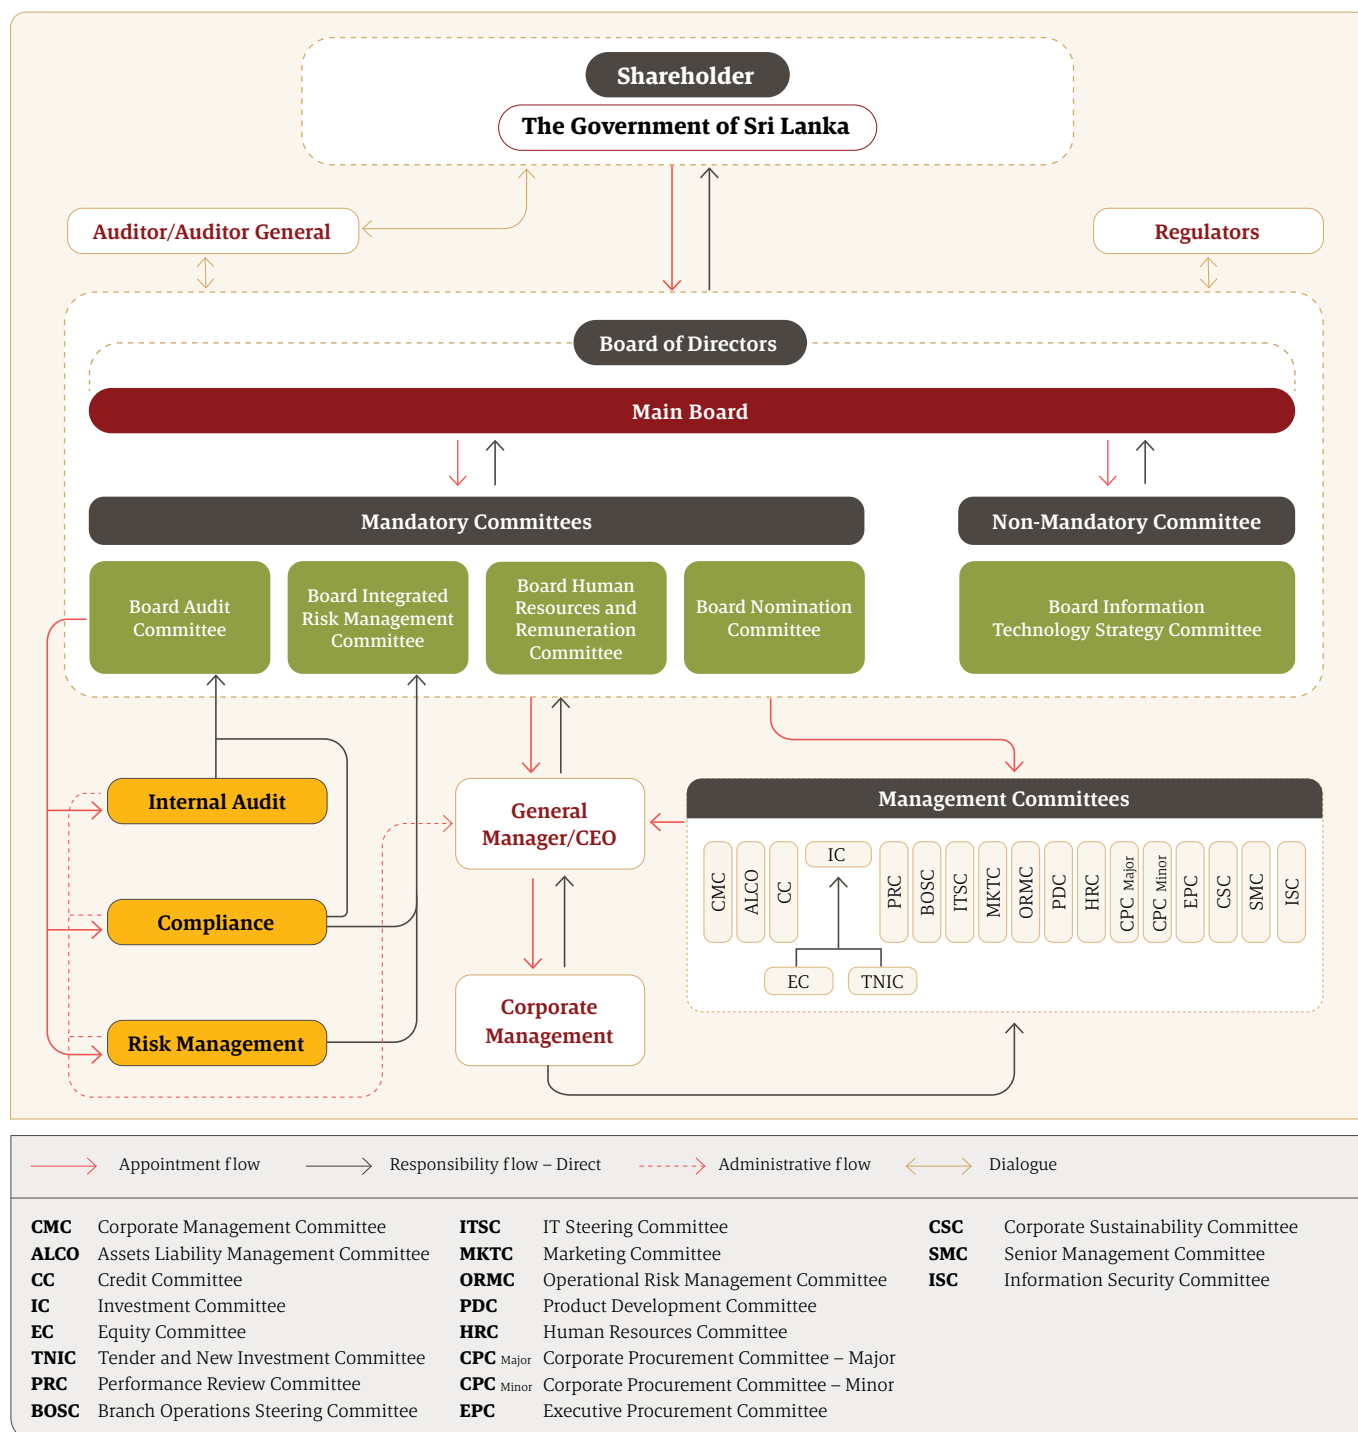 Shareholder
The Government of Sri Lanka
Auditor/Auditor General
Regulators
Board of Directors
Main Board
Mandatory Committees
Non-Mandatory Committee
Board Audit
Committee
Board Integrated
Risk Management
Committee
Board Human
Resources and
Remuneration
Committee
Board Nomination
Committee
Board Information
Technology Strategy Committee
Internal Audit
Compliance
Risk Management
General
Manager/CEO
Corporate
Management
Management Committees
CMC
ALCO
CC
IC
EC
TNIC
PRC
BOSC
ITSC
MKTC
ORMC
PDC
HRC
CPC Major
CPC Minor
EPC
CSC
SMC
ISC
Appointment flow
Responsibility flow – Direct
Administrative flow
Dialogue
CMC Corporate Management Committee
ALCO Assets Liability Management Committee
CC Credit Committee
IC Investment Committee
EC Equity Committee
TNIC Tender and New Investment Committee
PRC Performance Review Committee
BOSC Branch Operations Steering Committee
ITSC IT Steering Committee
MKTC Marketing Committee
ORMC Operational Risk Management Committee
PDC Product Development Committee
HRC Human Resources Committee
CPC Major Corporate Procurement Committee – Major
CPC Minor Corporate Procurement Committee – Minor
EPC Executive Procurement Committee
CSC Corporate Sustainability Committee
SMC Senior Management Committee
ISC Information Security Committee